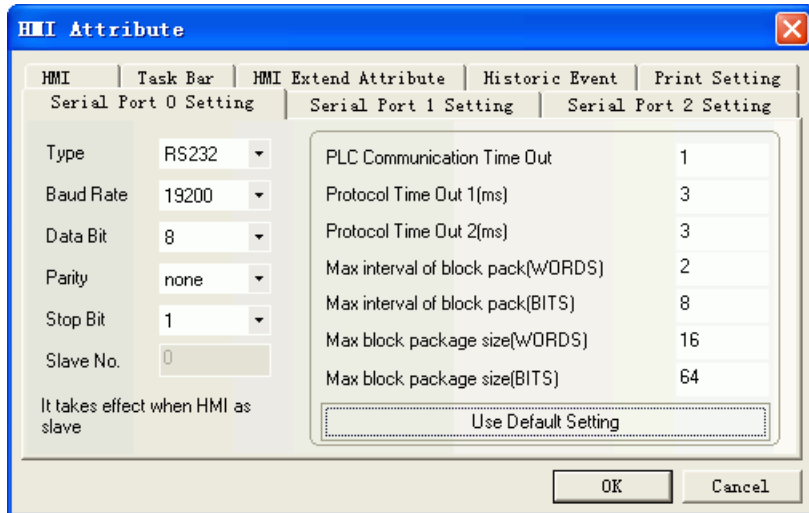 HMI Attribute
HMI Task Bar HMI Extend Attribute Historic Event Print Setting
Serial Port 0 Setting Serial Port 1 Setting Serial Port 2 Setting
Type RS232
Baud Rate 19200
Data Bit 8
Parity none
Stop Bit 1
Slave No. 0
It takes effect when HMI as
slave
PLC Communication Time Out 1
Protocol Time Out 1(ms) 3
Protocol Time Out 2(ms) 3
Max interval of block pack(WORDS) 2
Max interval of block pack(BITS) 8
Max block package size(WORDS) 16
Max block package size(BITS) 64
Use Default Setting
OK Cancel